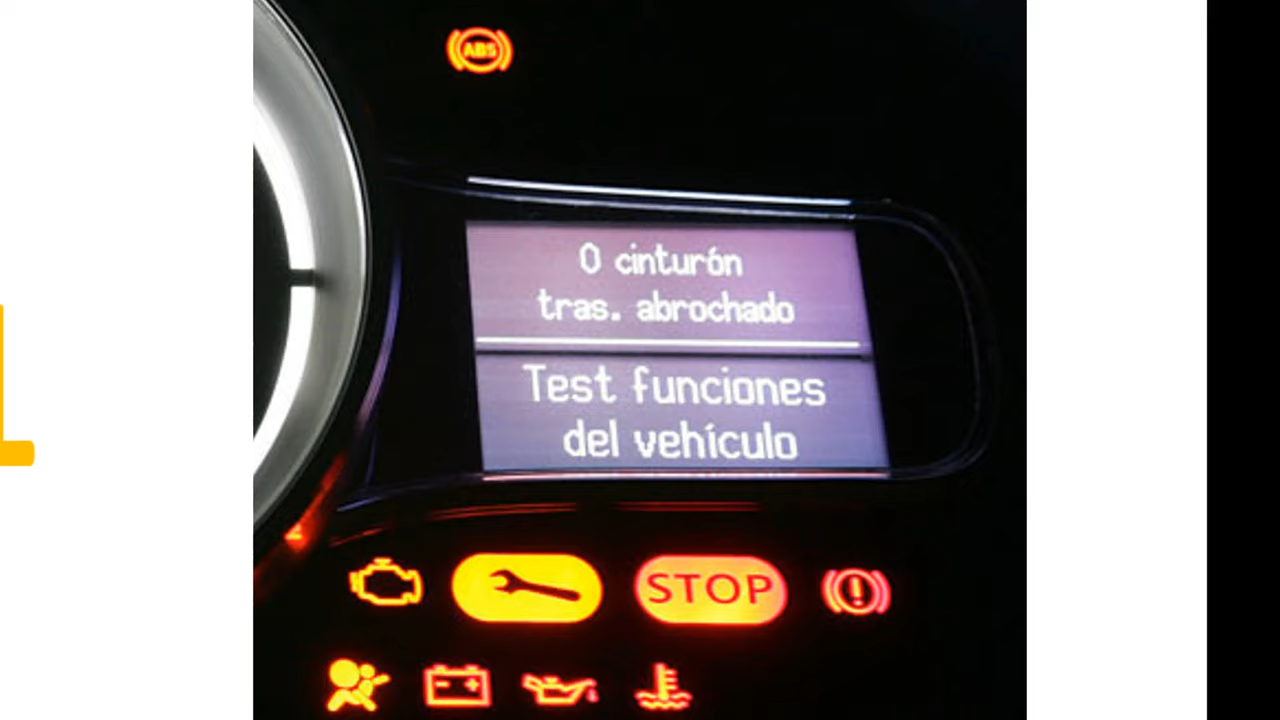 ABS
0 cinturón
tras. abrochado
Test funciones
del vehículo
STOP